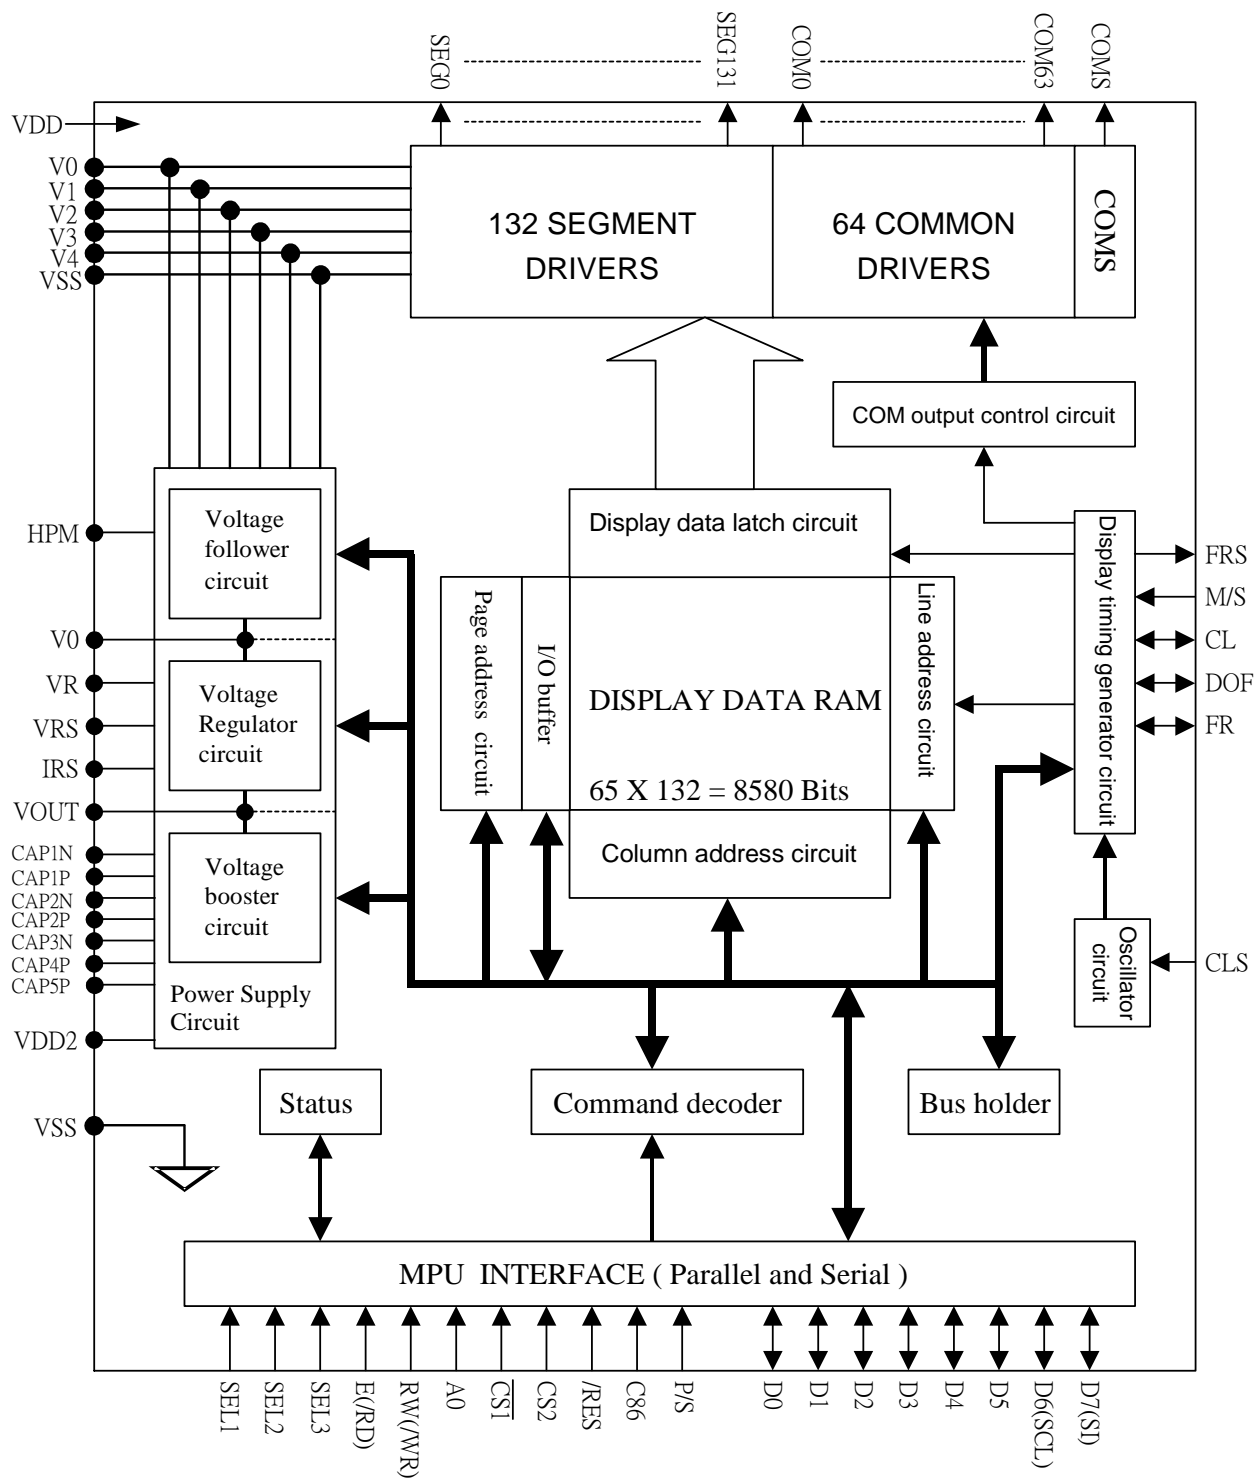 SEG0
SEG131
COM0
COM63
COMS
VDD
V0
V1
V2
V3
V4
VSS
132 SEGMENT
DRIVERS
64 COMMON
DRIVERS
COMS
COM output control circuit
HPM
V0
VR
VRS
IRS
VOUT
CAP1N
CAP1P
CAP2N
CAP2P
CAP3N
CAP4P
CAP5P
VDD2
VSS
Voltage
follower
circuit
Voltage
Regulator
circuit
Voltage
booster
circuit
Power Supply
Circuit
Display data latch circuit
Page address circuit
I/O buffer
DISPLAY DATA RAM
65 X 132 = 8580 Bits
Line address circuit
Column address circuit
Display timing generator circuit
FRS
M/S
CL
DOF
FR
Oscillator
circuit
CLS
Status
Command decoder
Bus holder
MPU INTERFACE ( Parallel and Serial )
SEL1
SEL2
SEL3
E(/RD)
RW(/WR)
A0
C̅S̅1̅
CS2
/RES
C86
P/S
D0
D1
D2
D3
D4
D5
D6(SCL)
D7(SI)